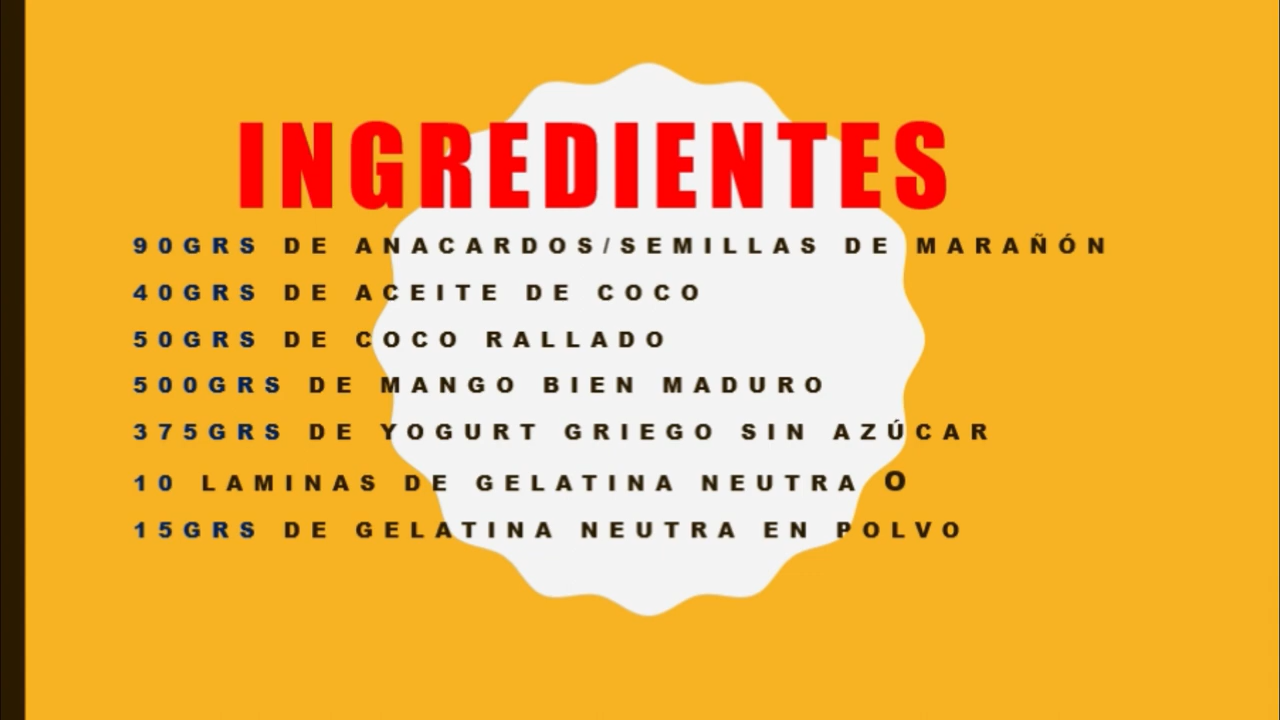 INGREDIENTES
90GRS DE ANACARDOS/SEMILLAS DE MARAÑÓN
40GRS DE ACEITE DE COCO
50GRS DE COCO RALLADO
500GRS DE MANGO BIEN MADURO
375GRS DE YOGURT GRIEGO SIN AZÚCAR
10 LAMINAS DE GELATINA NEUTRA O
15GRS DE GELATINA NEUTRA EN POLVO